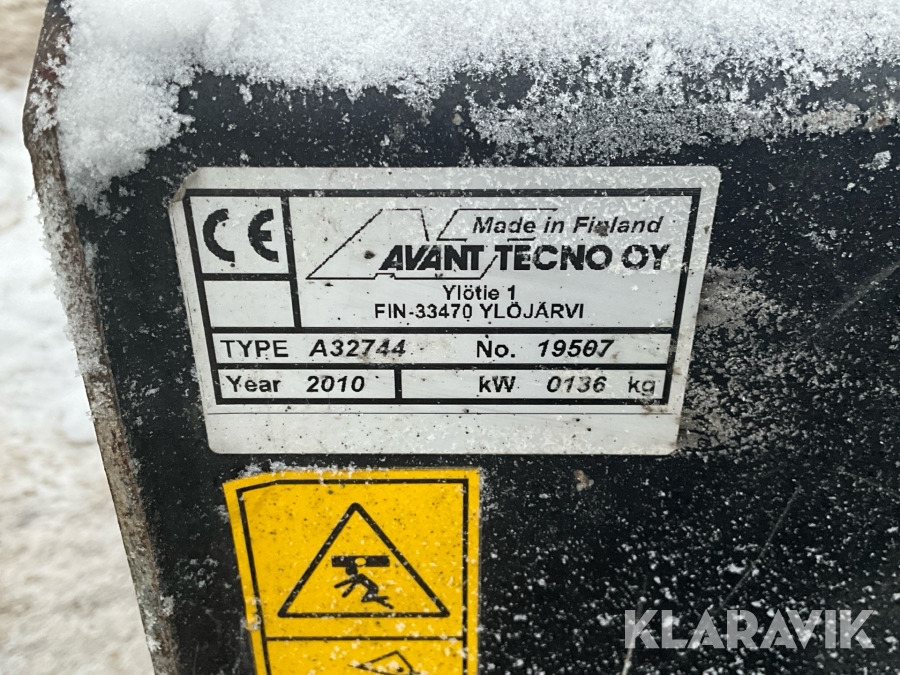 CE
Made in Finland
AVANT TECNO OY
Ylötie 1
FIN-33470 YLÖJÄRVI
TYPE A32744 No. 19507
Year 2010 kW 0136 kg
KLARAVIK